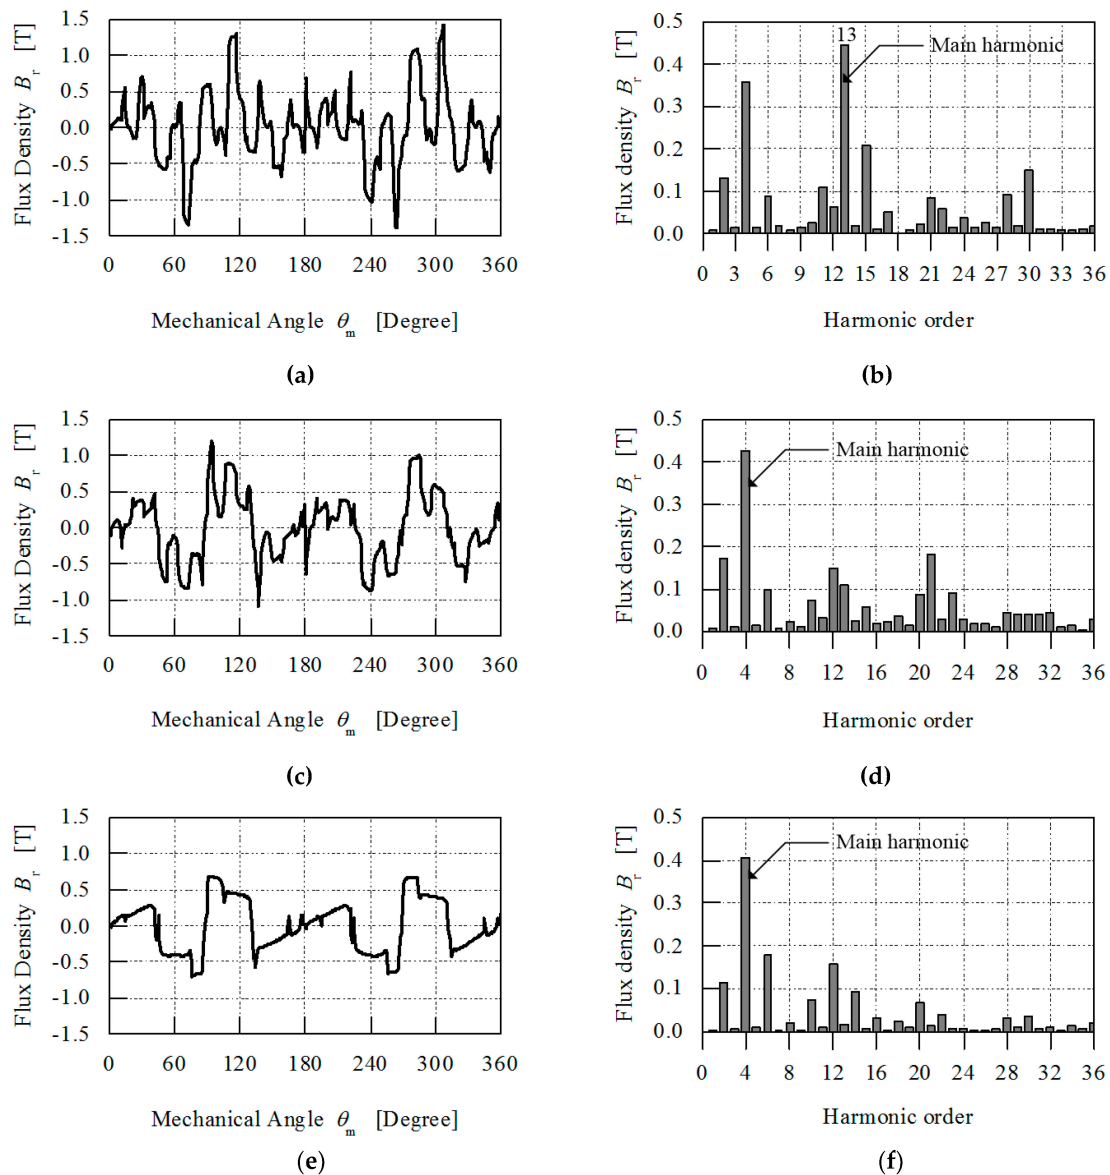 1.5
1.0
0.5
0.0
-0.5
-1.0
-1.5
Flux Density B_r [T]
0 60 120 180 240 300 360
Mechanical Angle θ_m [Degree]
(a)
0.5
0.4
0.3
0.2
0.1
0.0
Flux density B_r [T]
13
Main harmonic
0 3 6 9 12 15 18 21 24 27 30 36
Harmonic order
(b)
1.5
1.0
0.5
0.0
-0.5
-1.0
-1.5
Flux Density B_r [T]
0 60 120 180 240 300 360
Mechanical Angle θ_m [Degree]
(c)
0.5
0.4
0.3
0.2
0.1
0.0
Flux density B_r [T]
Main harmonic
0 4 8 12 16 20 24 28 32 36
Harmonic order
(d)
1.5
1.0
0.5
0.0
-0.5
-1.0
-1.5
Flux Density B_r [T]
0 60 120 180 240 300 360
Mechanical Angle θ_m [Degree]
(e)
0.5
0.4
0.3
0.2
0.1
0.0
Flux density B_r [T]
Main harmonic
0 4 8 12 16 20 24 28 32 36
Harmonic order
(f)